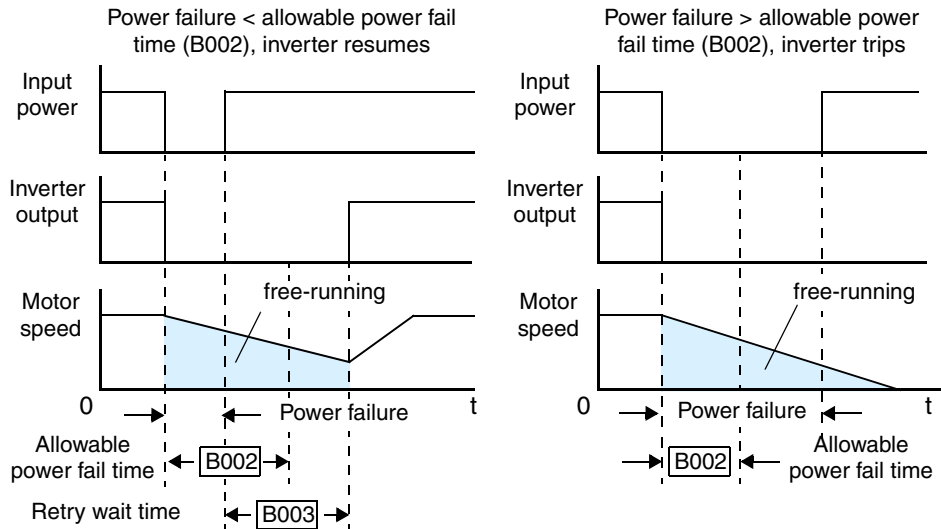 Power failure < allowable power fail
time (B002), inverter resumes
Input
power
Inverter
output
Motor
speed
free-running
0
Power failure
t
Allowable
power fail time
B002
Retry wait time
B003
Power failure > allowable power
fail time (B002), inverter trips
Input
power
Inverter
output
Motor
speed
free-running
0
Power failure
t
B002
Allowable
power fail time